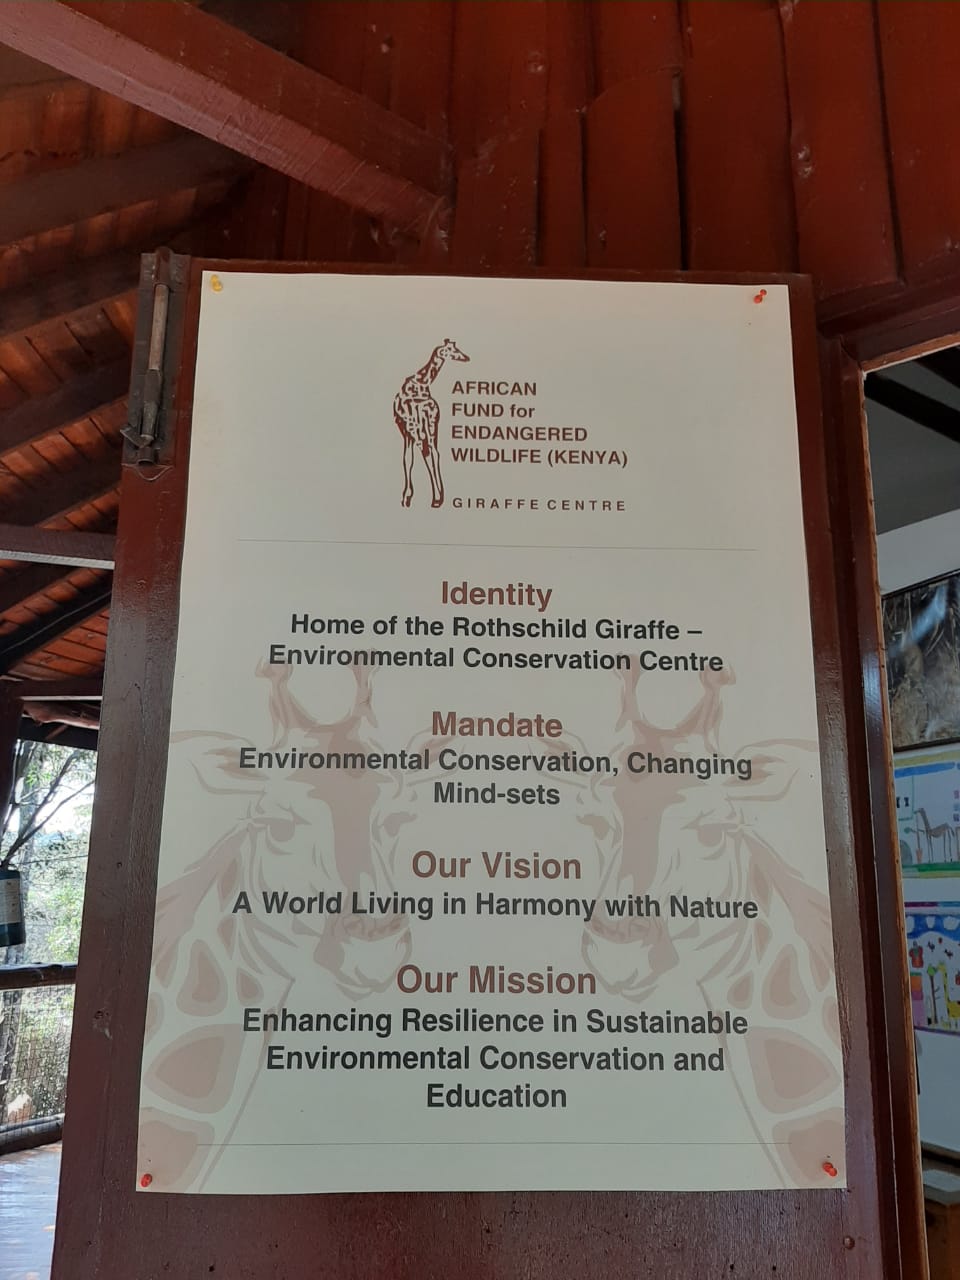 AFRICAN
FUND for
ENDANGERED
WILDLIFE (KENYA)
GIRAFFE CENTRE
Identity
Home of the Rothschild Giraffe –
Environmental Conservation Centre
Mandate
Environmental Conservation, Changing
Mind-sets
Our Vision
A World Living in Harmony with Nature
Our Mission
Enhancing Resilience in Sustainable
Environmental Conservation and
Education